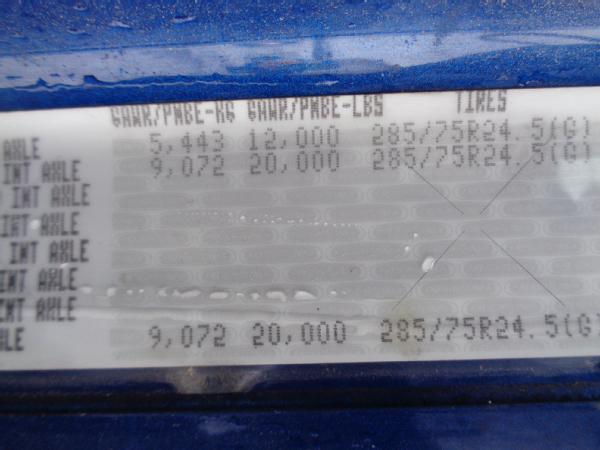 GAWR/PNBE-KG GAWR/PNBE-LBS TIRES
AXLE 5,443 12,000 285/75R24.5(G)
INT AXLE 9,072 20,000 285/75R24.5(G)
INT AXLE
INT AXLE
INT AXLE
INT AXLE
INT AXLE
9,072 20,000 285/75R24.5(G)